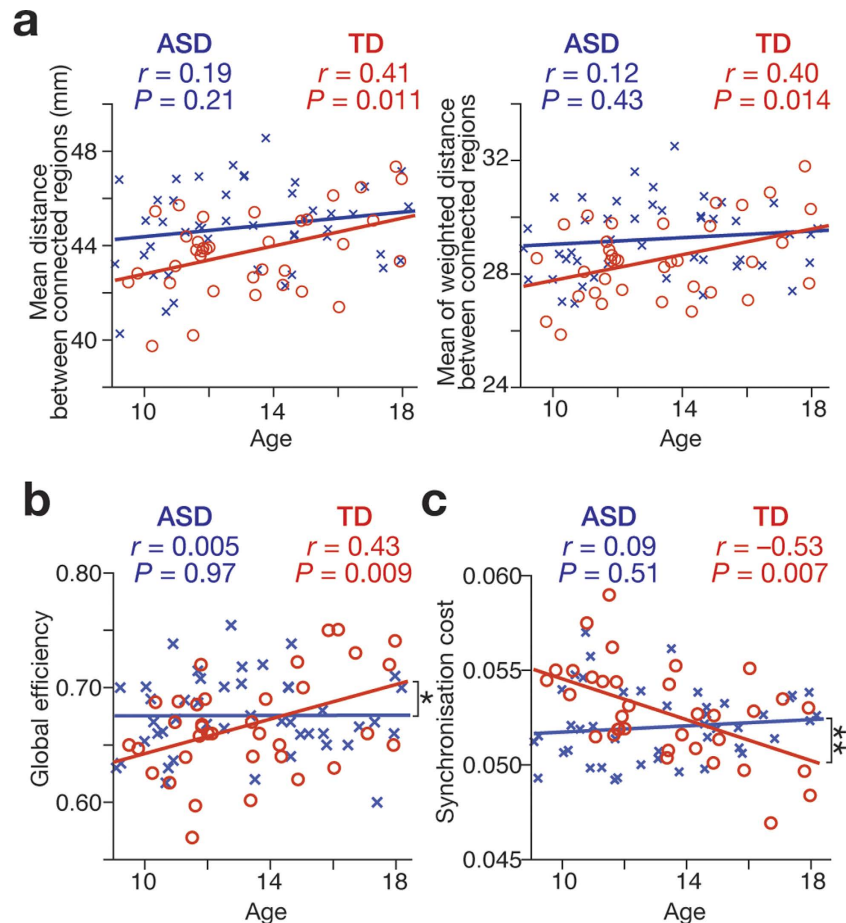 a
ASD TD
r = 0.19 r = 0.41
P = 0.21 P = 0.011
Mean distance
between connected regions (mm)
48
44
40
10 14 18
Age
ASD TD
r = 0.12 r = 0.40
P = 0.43 P = 0.014
Mean of weighted distance
between connected regions
32
28
24
10 14 18
Age
b
ASD TD
r = 0.005 r = 0.43
P = 0.97 P = 0.009
Global efficiency
0.80
0.70
0.60
*
10 14 18
Age
c
ASD TD
r = 0.09 r = –0.53
P = 0.51 P = 0.007
Synchronisation cost
0.060
0.055
0.050
0.045
**
10 14 18
Age